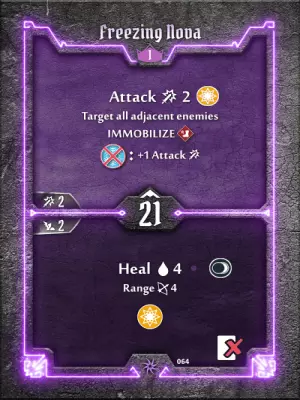 Freezing Nova
1
Attack 2
Target all adjacent enemies
IMMOBILIZE
: +1 Attack
2
21
2
Heal 4
Range 4
064